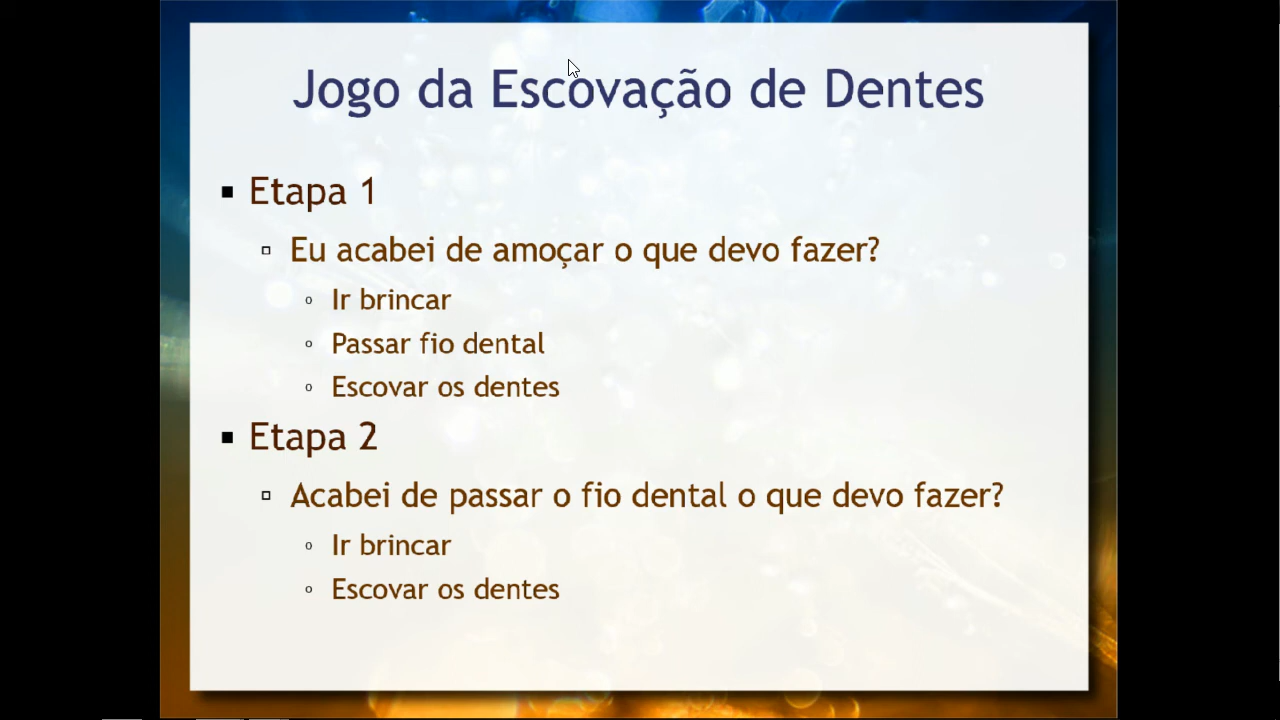 Jogo da Escovação de Dentes
Etapa 1
Eu acabei de amoçar o que devo fazer?
Ir brincar
Passar fio dental
Escovar os dentes
Etapa 2
Acabei de passar o fio dental o que devo fazer?
Ir brincar
Escovar os dentes